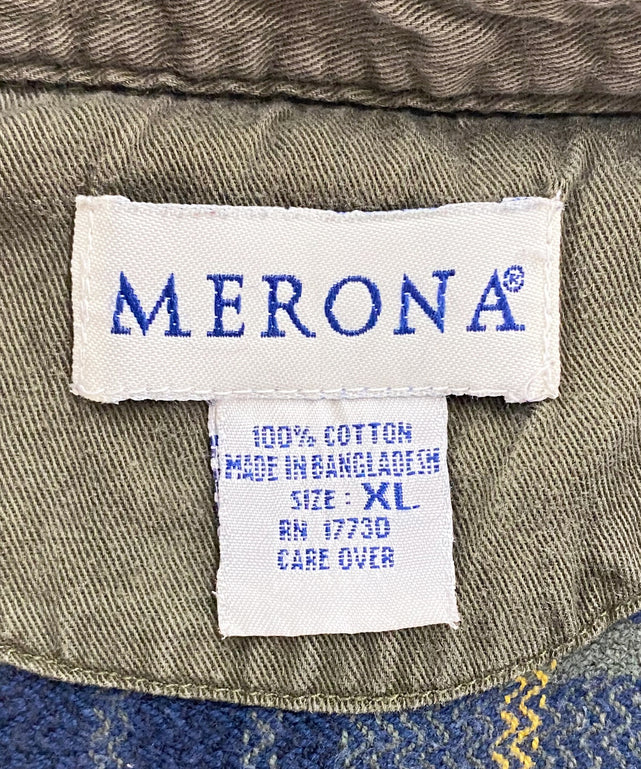 MERONA®
100% COTTON
MADE IN BANGLADESH
SIZE : XL
RN 17730
CARE OVER